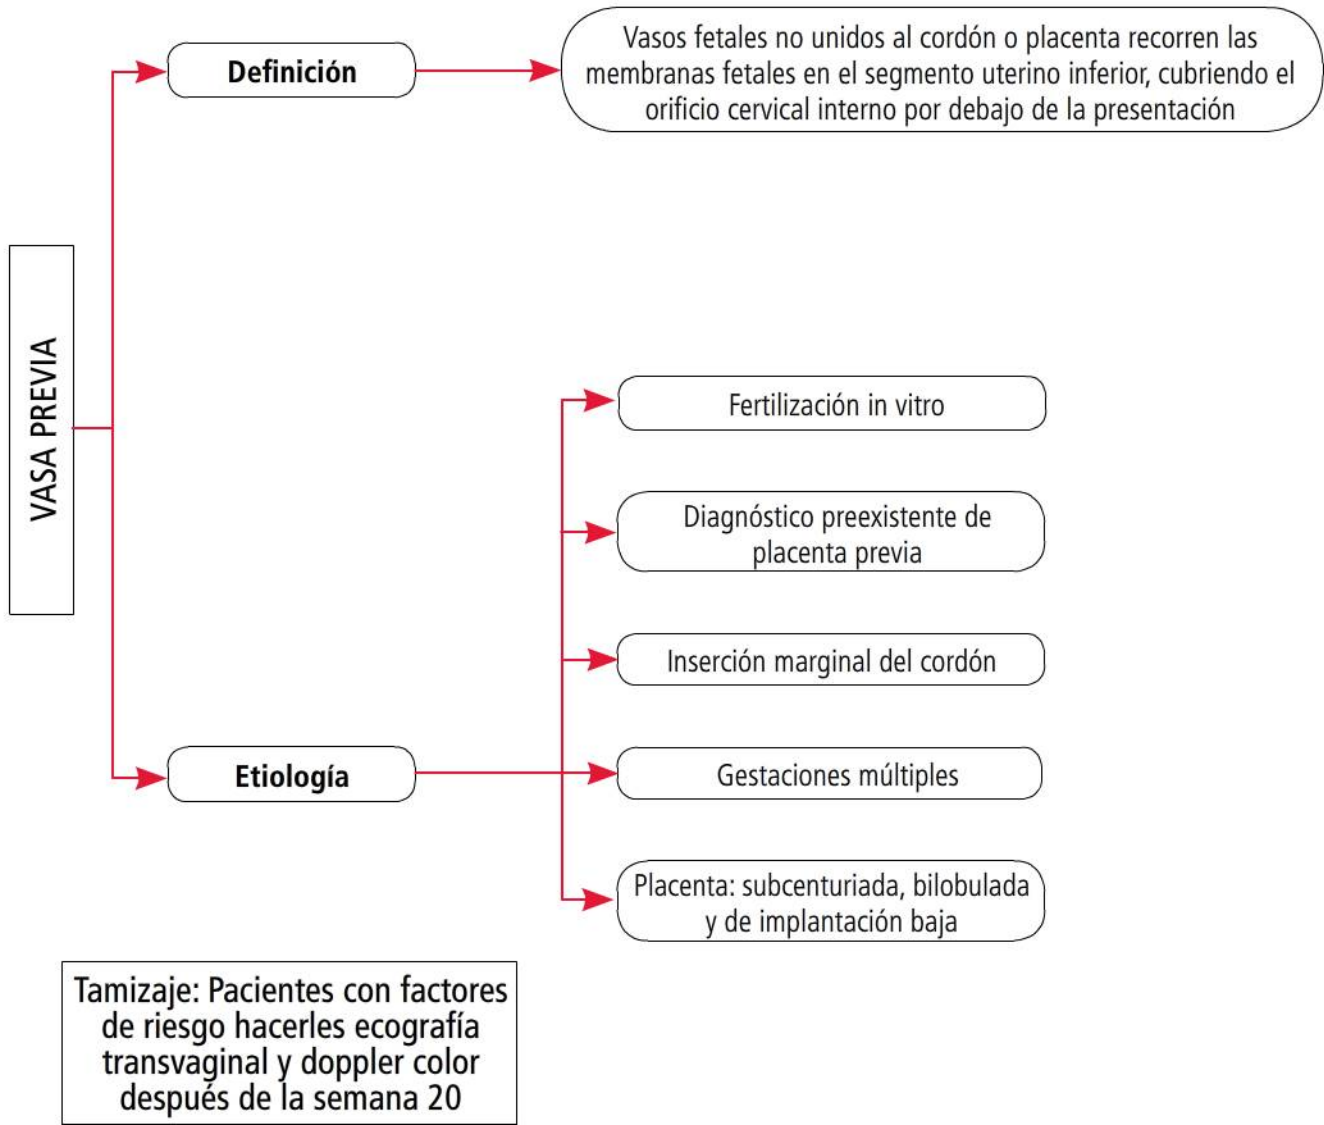 VASA PREVIA
Definición
Vasos fetales no unidos al cordón o placenta recorren las
membranas fetales en el segmento uterino inferior, cubriendo el
orificio cervical interno por debajo de la presentación
Etiología
Fertilización in vitro
Diagnóstico preexistente de
placenta previa
Inserción marginal del cordón
Gestaciones múltiples
Placenta: subcenturiada, bilobulada
y de implantación baja
Tamizaje: Pacientes con factores
de riesgo hacerles ecografía
transvaginal y doppler color
después de la semana 20